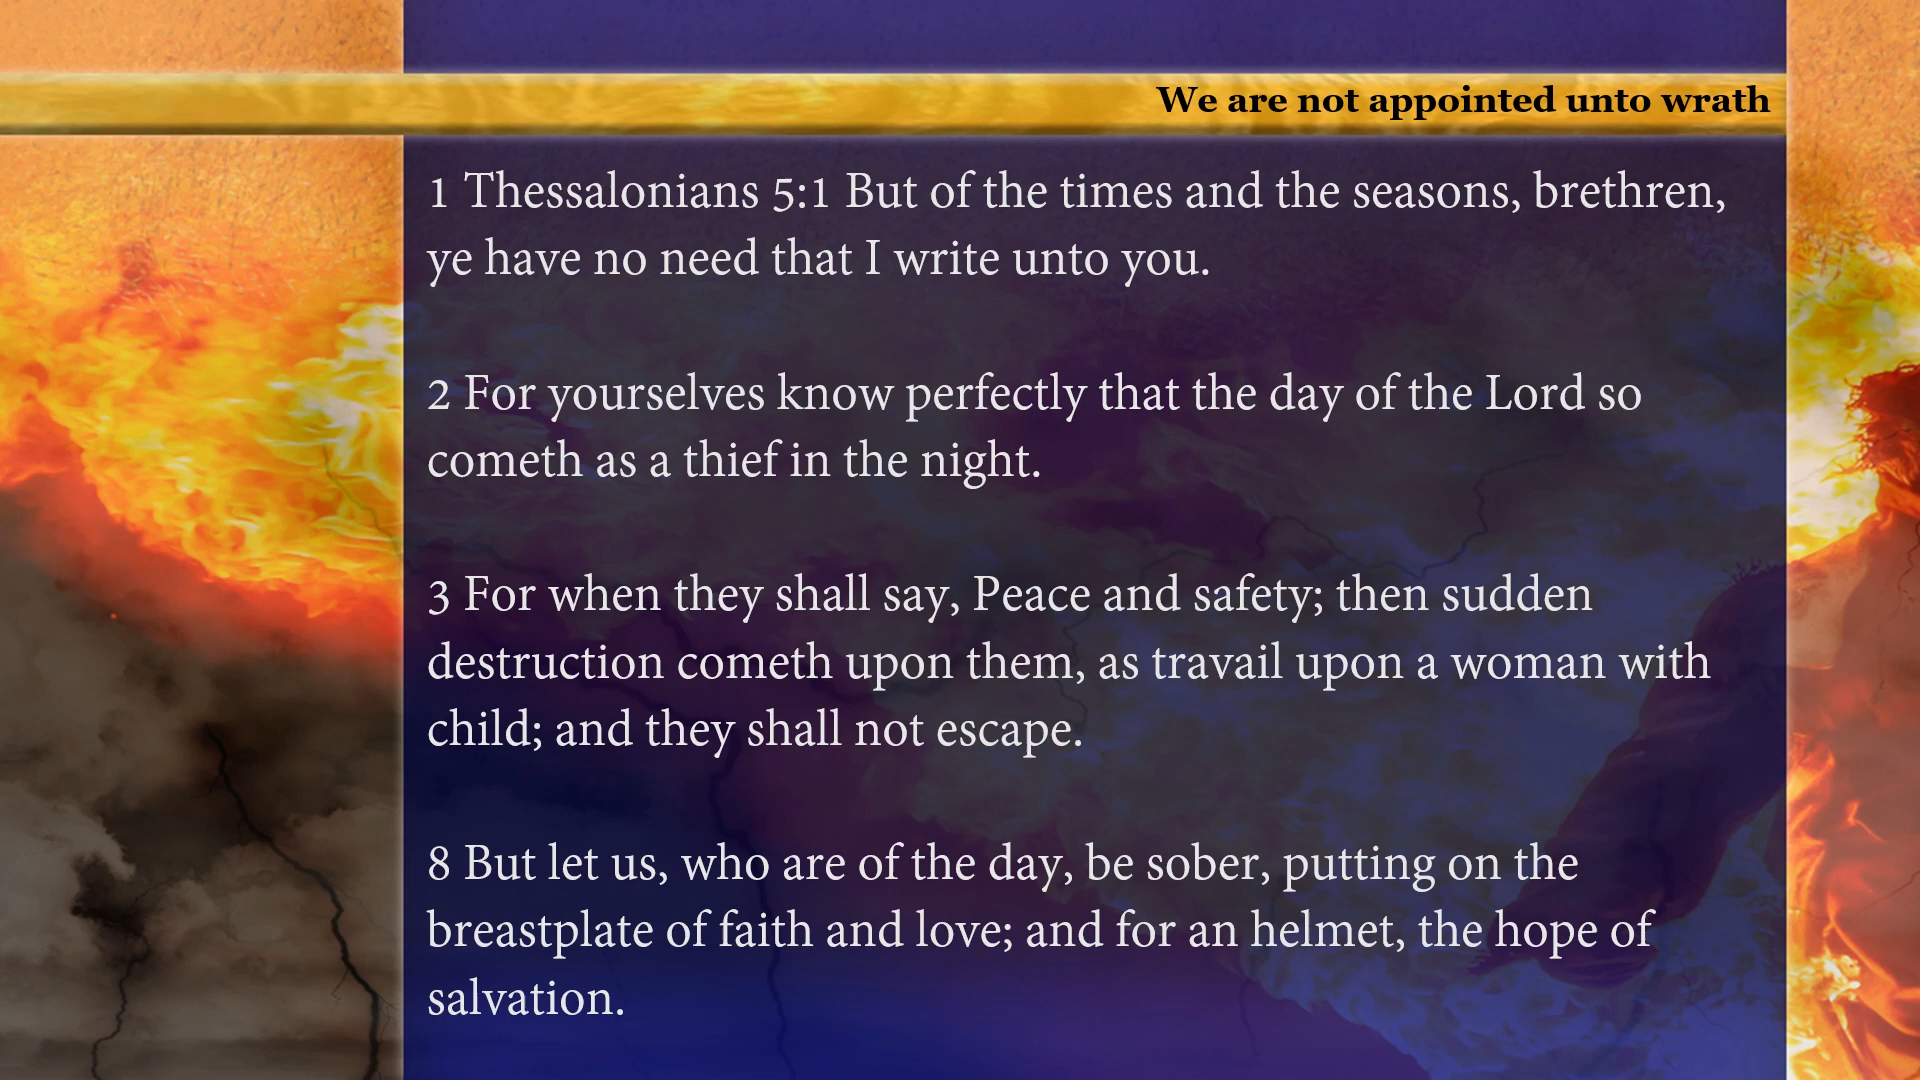 We are not appointed unto wrath
1 Thessalonians 5:1 But of the times and the seasons, brethren,
ye have no need that I write unto you.
2 For yourselves know perfectly that the day of the Lord so
cometh as a thief in the night.
3 For when they shall say, Peace and safety; then sudden
destruction cometh upon them, as travail upon a woman with
child; and they shall not escape.
8 But let us, who are of the day, be sober, putting on the
breastplate of faith and love; and for an helmet, the hope of
salvation.